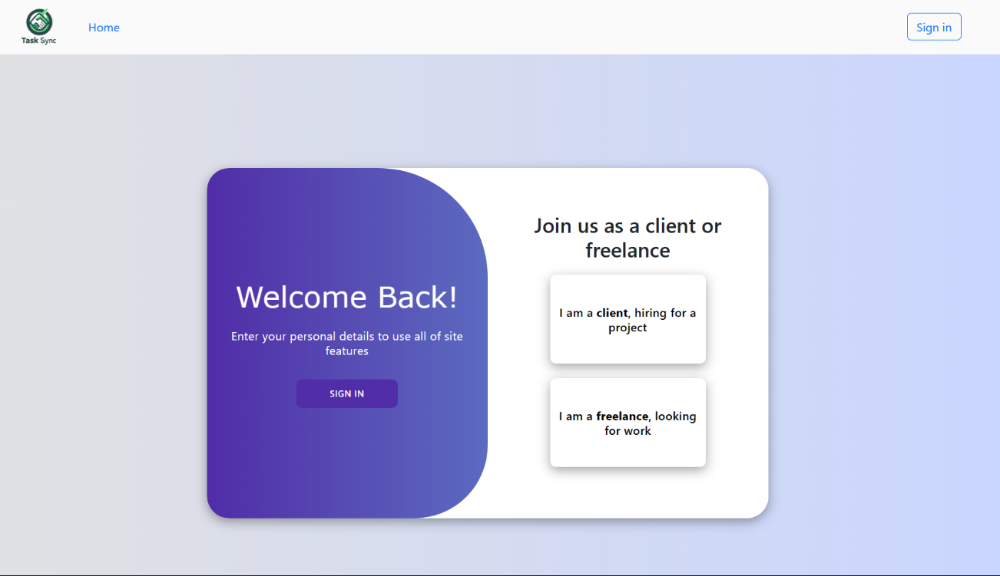 Task Sync
Home
Sign in
Welcome Back!
Enter your personal details to use all of site
features
SIGN IN
Join us as a client or
freelance
I am a client, hiring for a
project
I am a freelance, looking
for work